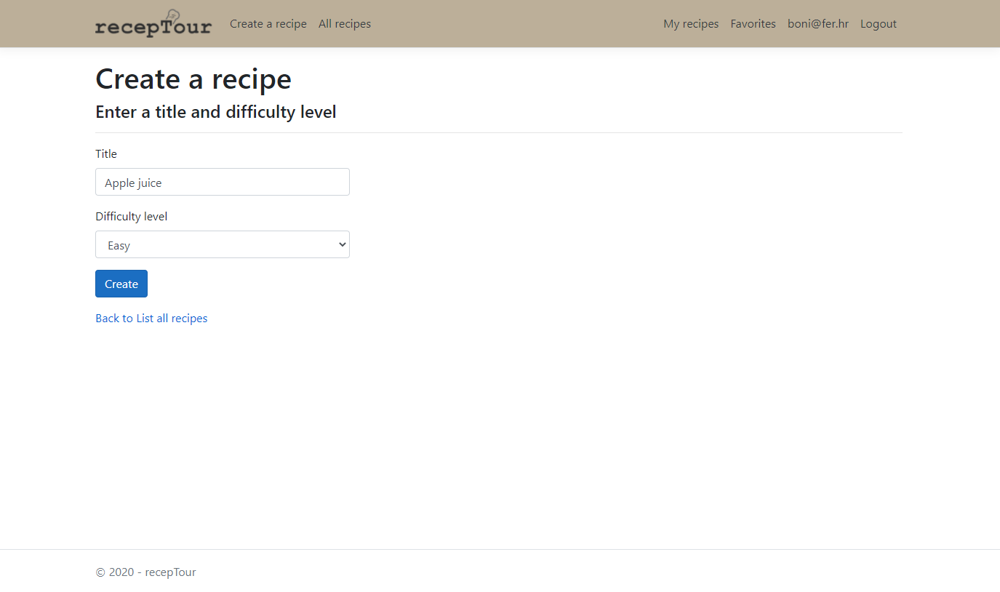 recepTour Create a recipe All recipes My recipes Favorites boni@fer.hr Logout
Create a recipe
Enter a title and difficulty level
Title
Apple juice
Difficulty level
Easy
Create
Back to List all recipes
© 2020 - recepTour